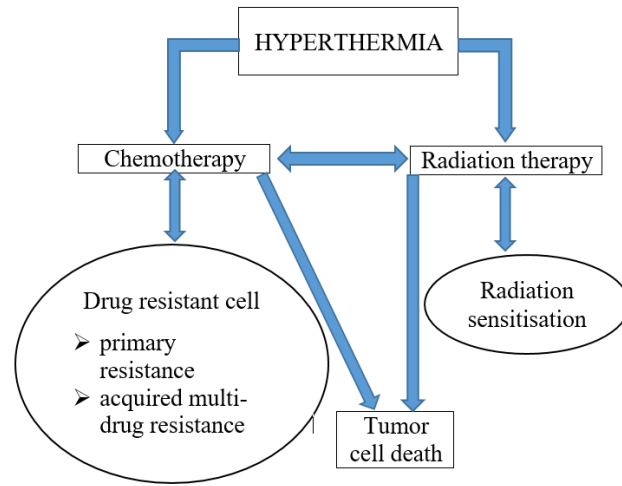 HYPERTHERMIA
Chemotherapy
Radiation therapy
Drug resistant cell
➢ primary
resistance
➢ acquired multi-
drug resistance
Radiation
sensitisation
Tumor
cell death